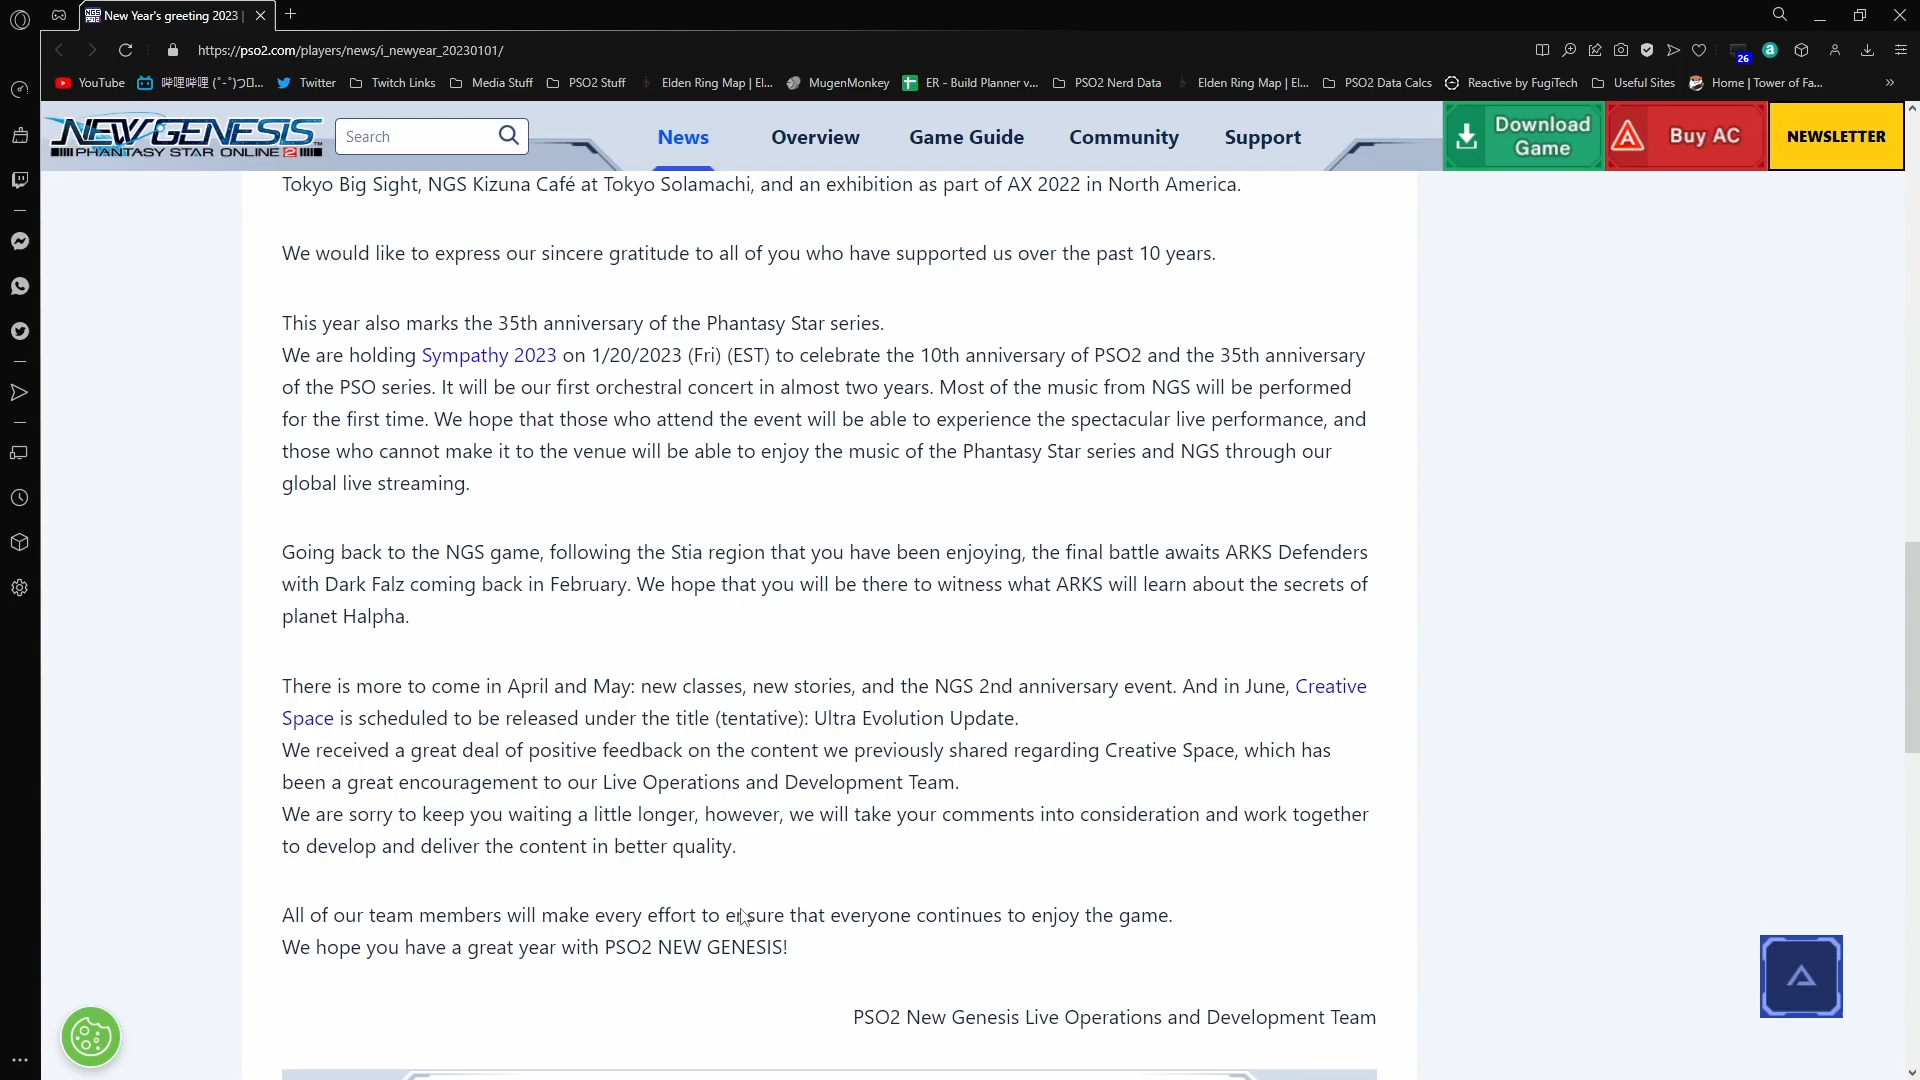 New Year's greeting 2023 |
https://pso2.com/players/news/i_newyear_20230101/
26
YouTube
哔哩哔哩 (゜-゜)つロ...
Twitter
Twitch Links
Media Stuff
PSO2 Stuff
Elden Ring Map | El...
MugenMonkey
ER - Build Planner v...
PSO2 Nerd Data
Elden Ring Map | El...
PSO2 Data Calcs
Reactive by FugiTech
Useful Sites
Home | Tower of Fa...
NEW GENESIS
PHANTASY STAR ONLINE 2
Search
News
Overview
Game Guide
Community
Support
Download
Game
Buy AC
NEWSLETTER
Tokyo Big Sight, NGS Kizuna Café at Tokyo Solamachi, and an exhibition as part of AX 2022 in North America.
We would like to express our sincere gratitude to all of you who have supported us over the past 10 years.
This year also marks the 35th anniversary of the Phantasy Star series.
We are holding Sympathy 2023 on 1/20/2023 (Fri) (EST) to celebrate the 10th anniversary of PSO2 and the 35th anniversary
of the PSO series. It will be our first orchestral concert in almost two years. Most of the music from NGS will be performed
for the first time. We hope that those who attend the event will be able to experience the spectacular live performance, and
those who cannot make it to the venue will be able to enjoy the music of the Phantasy Star series and NGS through our
global live streaming.
Going back to the NGS game, following the Stia region that you have been enjoying, the final battle awaits ARKS Defenders
with Dark Falz coming back in February. We hope that you will be there to witness what ARKS will learn about the secrets of
planet Halpha.
There is more to come in April and May: new classes, new stories, and the NGS 2nd anniversary event. And in June, Creative
Space is scheduled to be released under the title (tentative): Ultra Evolution Update.
We received a great deal of positive feedback on the content we previously shared regarding Creative Space, which has
been a great encouragement to our Live Operations and Development Team.
We are sorry to keep you waiting a little longer, however, we will take your comments into consideration and work together
to develop and deliver the content in better quality.
All of our team members will make every effort to ensure that everyone continues to enjoy the game.
We hope you have a great year with PSO2 NEW GENESIS!
PSO2 New Genesis Live Operations and Development Team